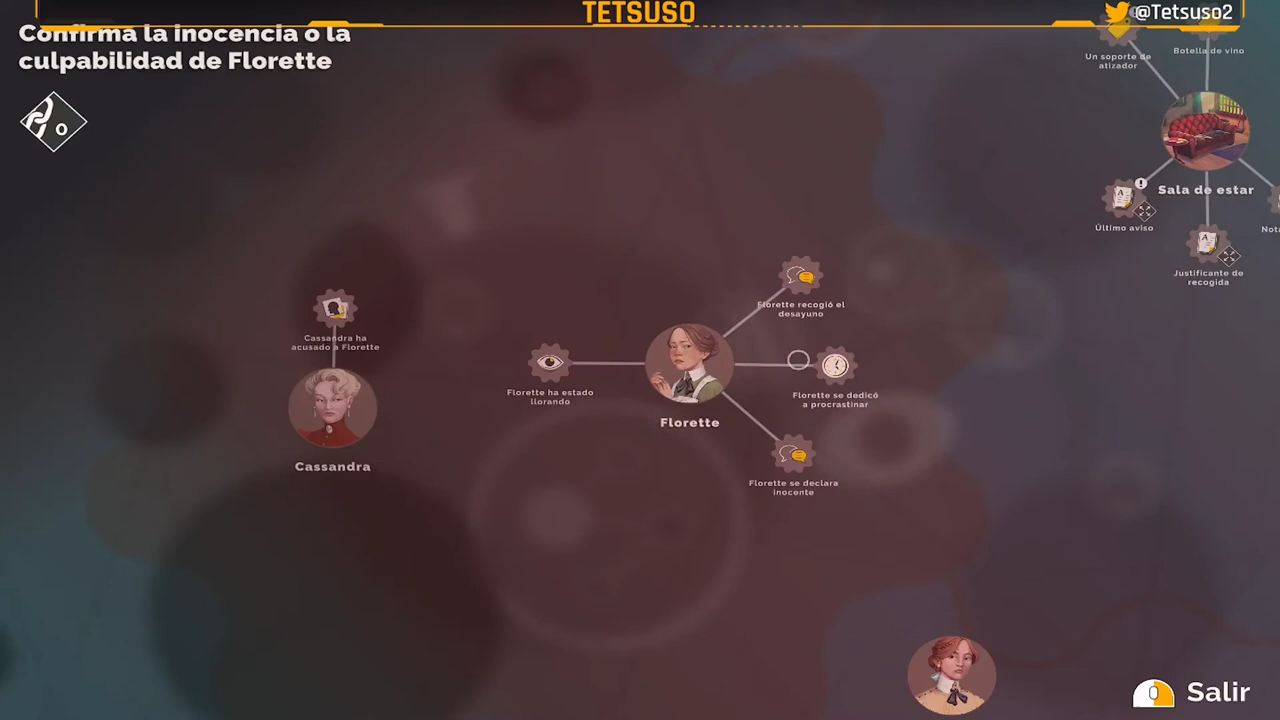 TETSUSO
@Tetsuso2
Confirma la inocencia o la
culpabilidad de Florette
0
Un soporte de
atizador
Botella de vino
Sala de estar
Último aviso
Justificante de
recogida
Florette recogió el
desayuno
Cassandra ha
acusado a Florette
Florette ha estado
llorando
Florette se dedicó
a procrastinar
Florette
Cassandra
Florette se declara
inocente
Salir